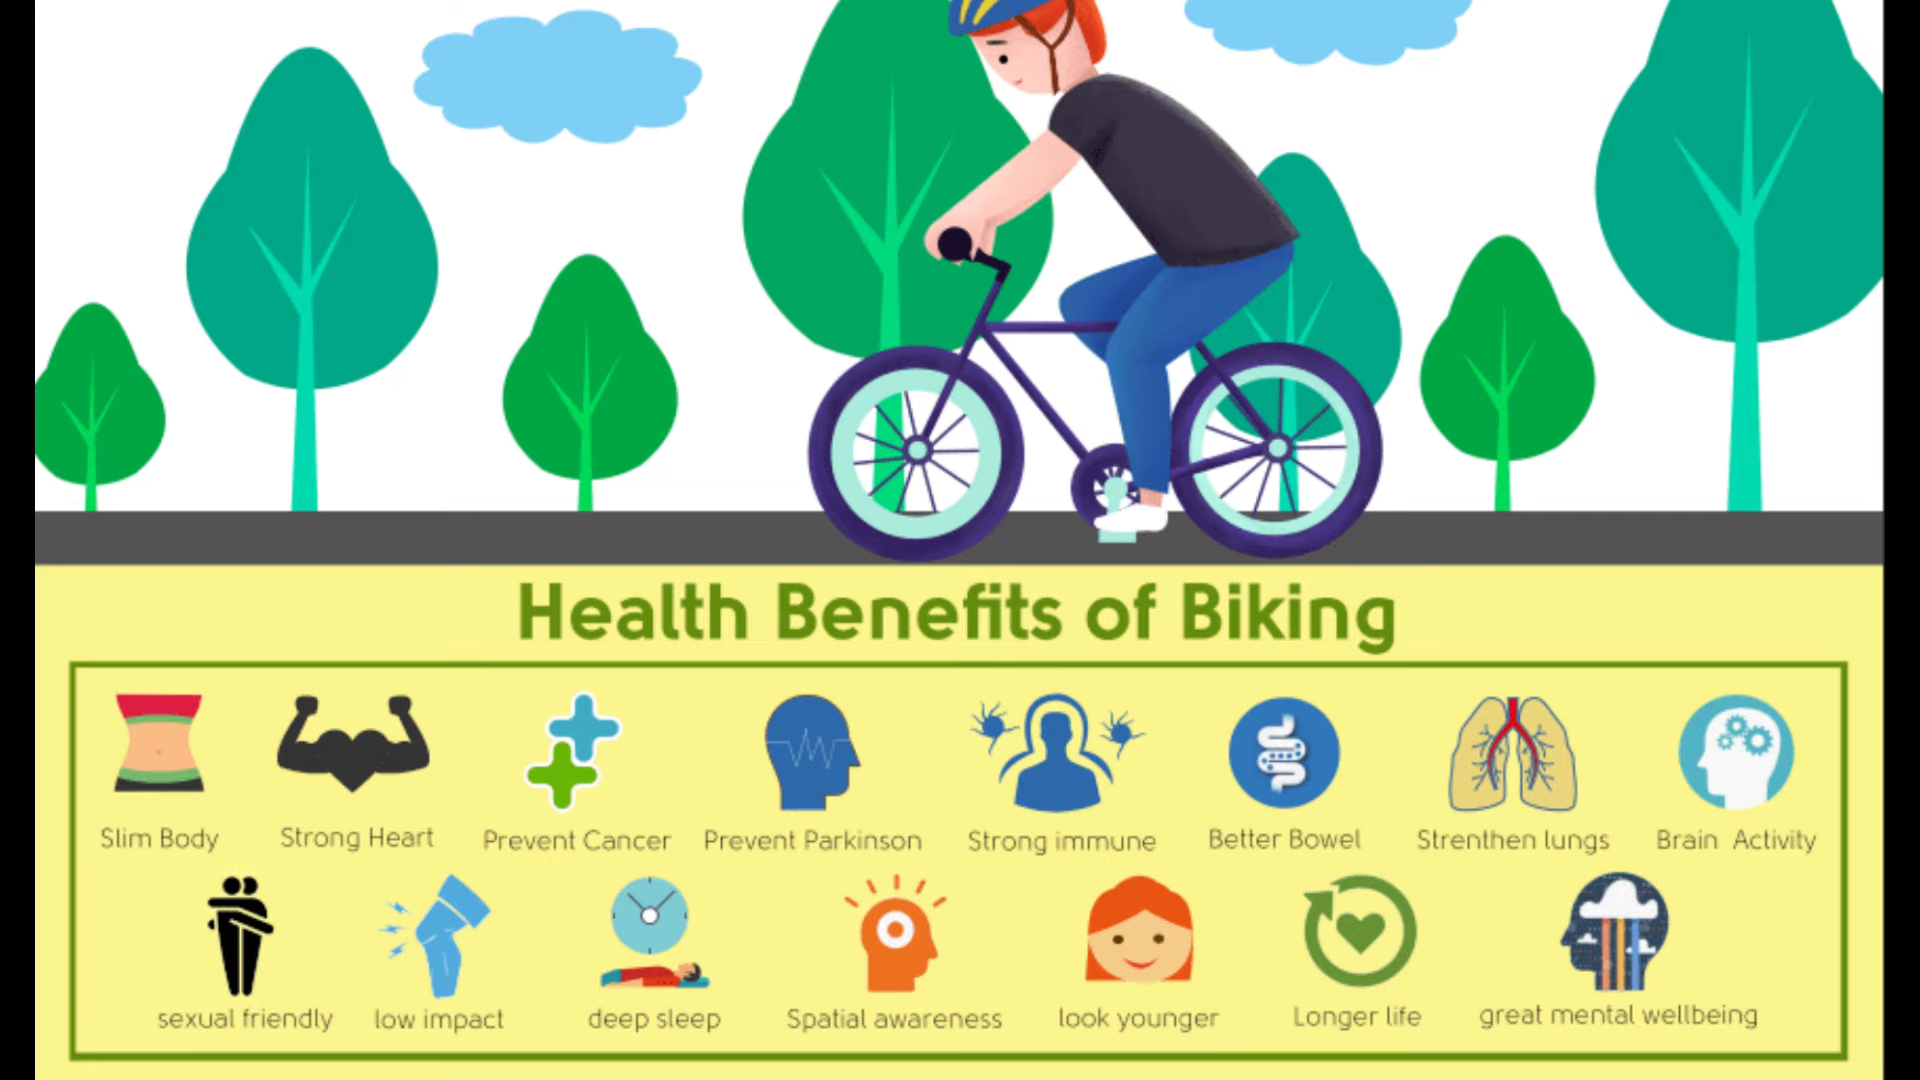 Health Benefits of Biking
Slim Body Strong Heart Prevent Cancer Prevent Parkinson Strong immune Better Bowel Strenthen lungs Brain Activity
sexual friendly low impact deep sleep Spatial awareness look younger Longer life great mental wellbeing